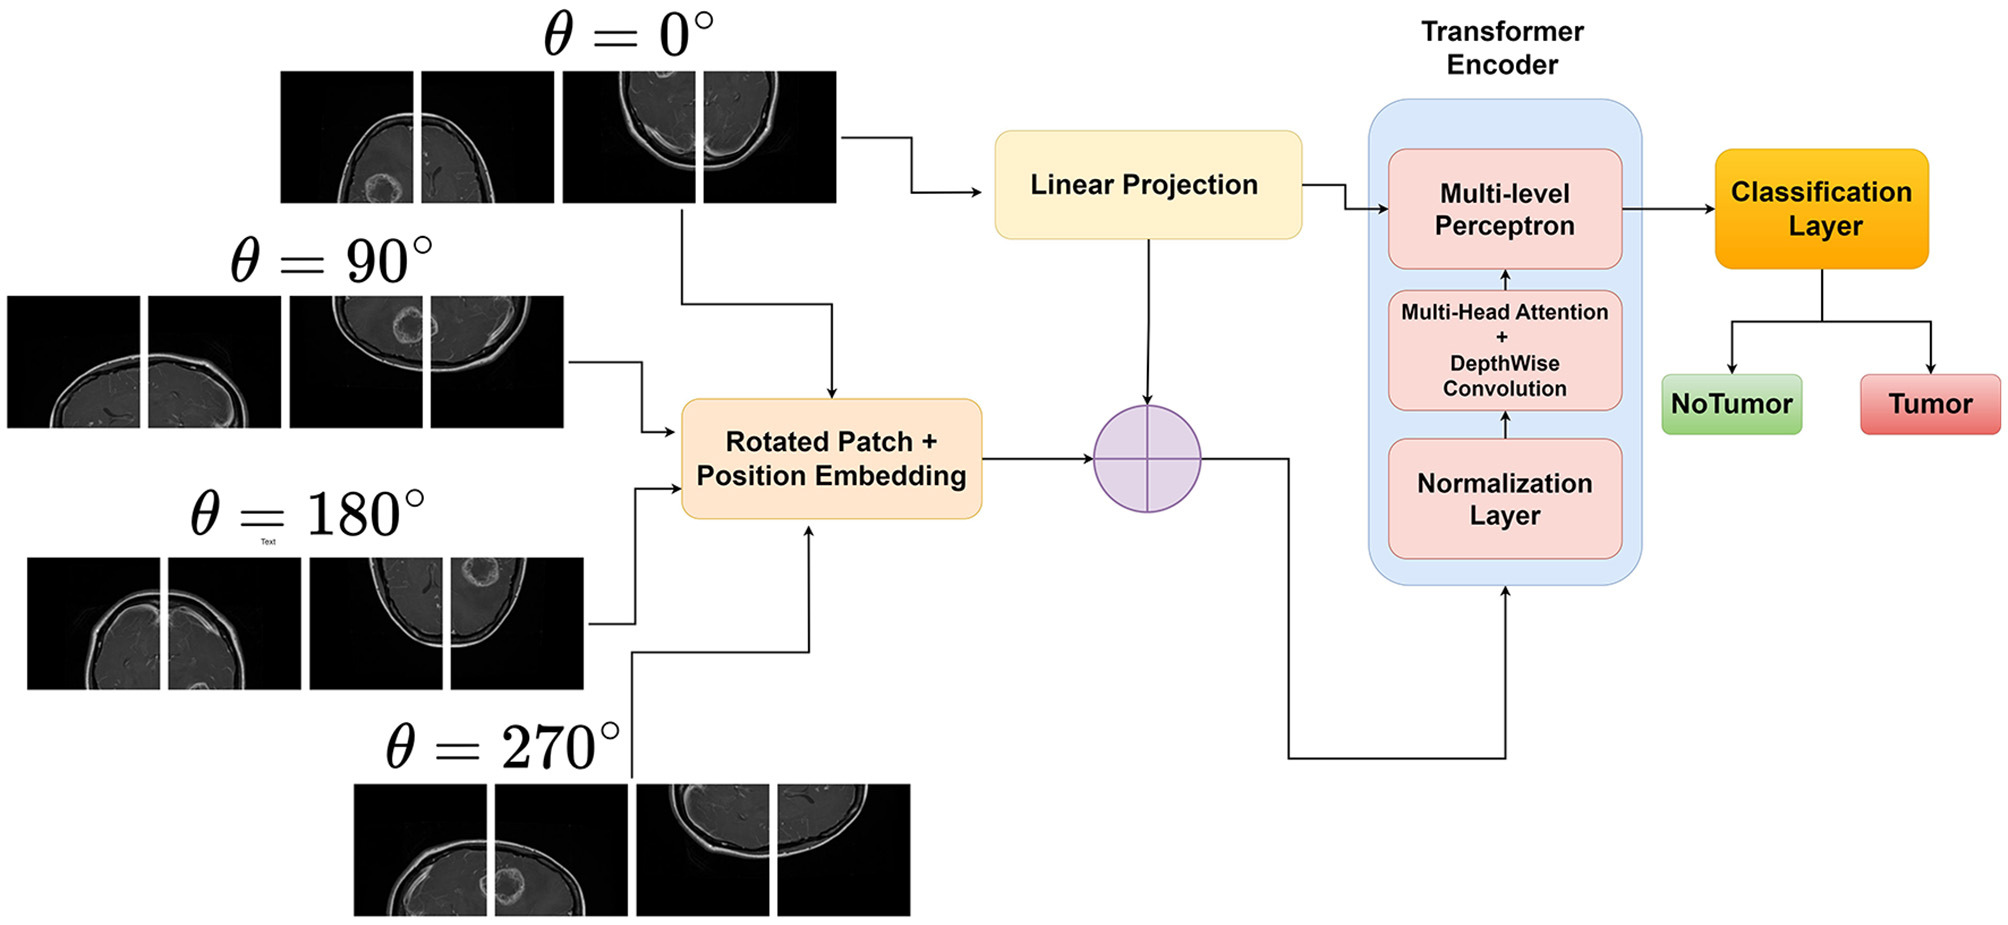 θ = 0°
Transformer
Encoder
Linear Projection
Multi-level
Perceptron
Classification
Layer
θ = 90°
Multi-Head Attention
+
DepthWise
Convolution
NoTumor
Tumor
Rotated Patch +
Position Embedding
Normalization
Layer
θ = 180°
Text
θ = 270°